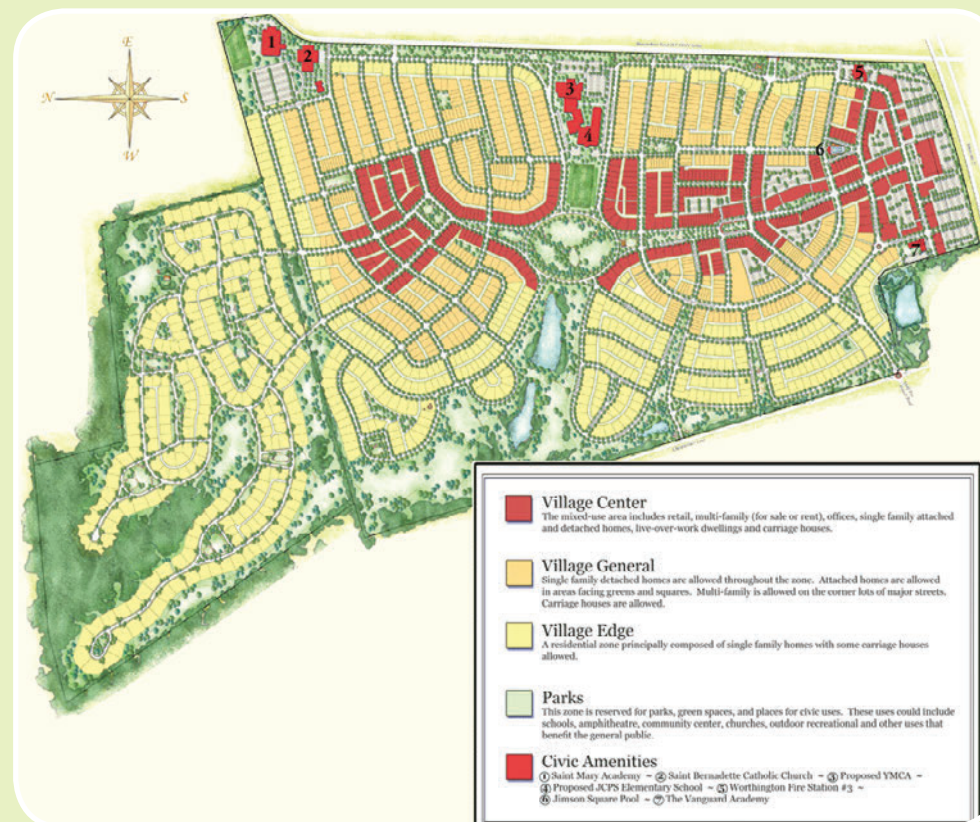 E
N
S
W
1
2
3
4
5
6
7
Village Center
The mixed-use area includes retail, multi-family (for sale or rent), offices, single family attached
and detached homes, live-over-work dwellings and carriage houses.
Village General
Single family detached homes are allowed throughout the zone. Attached homes are allowed
in areas facing greens and squares. Multi-family is allowed on the corner lots of major streets.
Carriage houses are allowed.
Village Edge
A residential zone principally composed of single family homes with some carriage houses
allowed.
Parks
This zone is reserved for parks, green spaces, and places for civic uses. These uses could include
schools, amphitheatre, community center, churches, outdoor recreational and other uses that
benefit the general public.
Civic Amenities
① Saint Mary Academy ~ ② Saint Bernadette Catholic Church ~ ③ Proposed YMCA ~
④ Proposed JCPS Elementary School ~ ⑤ Worthington Fire Station #3 ~
⑥ Jimson Square Pool ~ ⑦ The Vanguard Academy